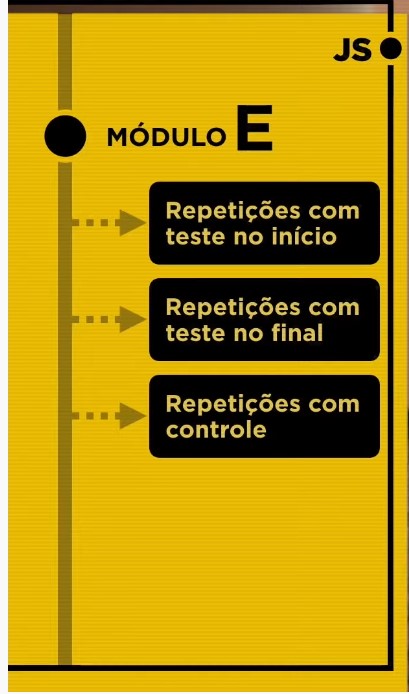 JS
MÓDULO E
Repetições com
teste no início
Repetições com
teste no final
Repetições com
controle